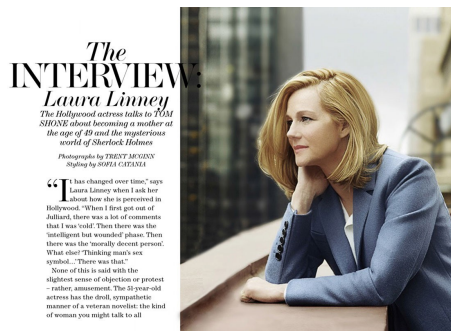 The
INTERVIEW:
Laura Linney
The Hollywood actress talks to TOM
SHONE about becoming a mother at
the age of 49 and the mysterious
world of Sherlock Holmes
Photographs by TRENT MCGINN
Styling by SOFIA CATANIA
“It has changed over time,” says
Laura Linney when I ask her
about how she is perceived in
Hollywood. “When I first got out of
Julliard, there was a lot of comments
that I was ‘cold’. Then there was the
‘intelligent but wounded’ phase. Then
there was the ‘morally decent person’.
What else? ‘Thinking man’s sex
symbol…’ There was that.”
None of this is said with the
slightest sense of objection or protest
– rather, amusement. The 51-year-old
actress has the droll, sympathetic
manner of a veteran novelist: the kind
of woman you might talk to all